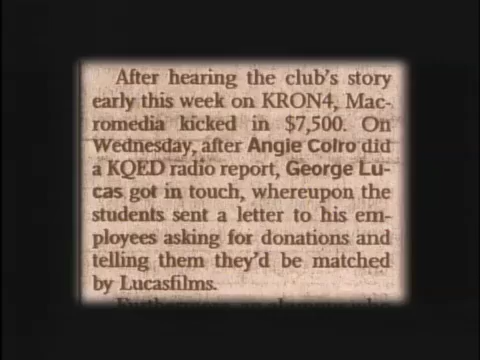 After hearing the club's story
early this week on KRON4, Mac-
romedia kicked in $7,500. On
Wednesday, after Angie Coiro did
a KQED radio report, George Lu-
cas got in touch, whereupon the
students sent a letter to his em-
ployees asking for donations and
telling them they'd be matched
by Lucasfilms.